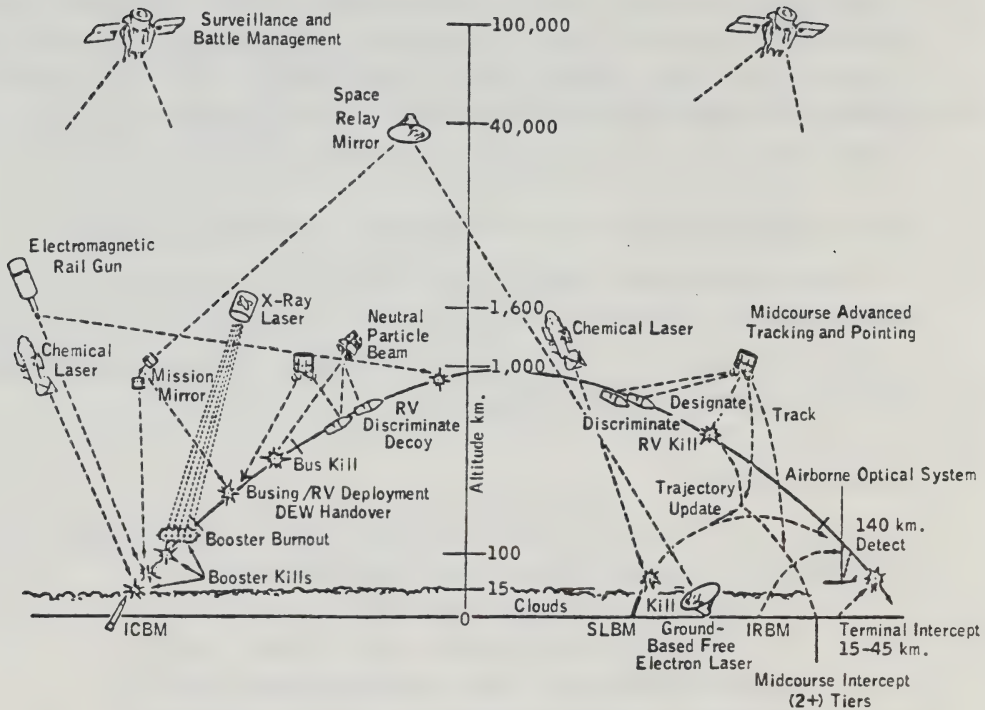 Surveillance and
Battle Management
100,000
Space
Relay
Mirror
40,000
Electromagnetic
Rail Gun
X-Ray
Laser
Neutral
Particle
Beam
1,600
Chemical Laser
Midcourse Advanced
Tracking and Pointing
Chemical
Laser
Mission
Mirror
1,000
RV
Discriminate
Decoy
Designate
Discriminate
RV Kill
Track
Bus Kill
Altitude km.
Busing/RV Deployment
DEW Handover
Trajectory
Update
Airborne Optical System
140 km.
Detect
Booster Burnout
100
Booster Kills
15
Clouds
Kill
0
ICBM
SLBM
Ground-
Based Free
Electron Laser
IRBM
Terminal Intercept
15-45 km.
Midcourse Intercept
(2+) Tiers